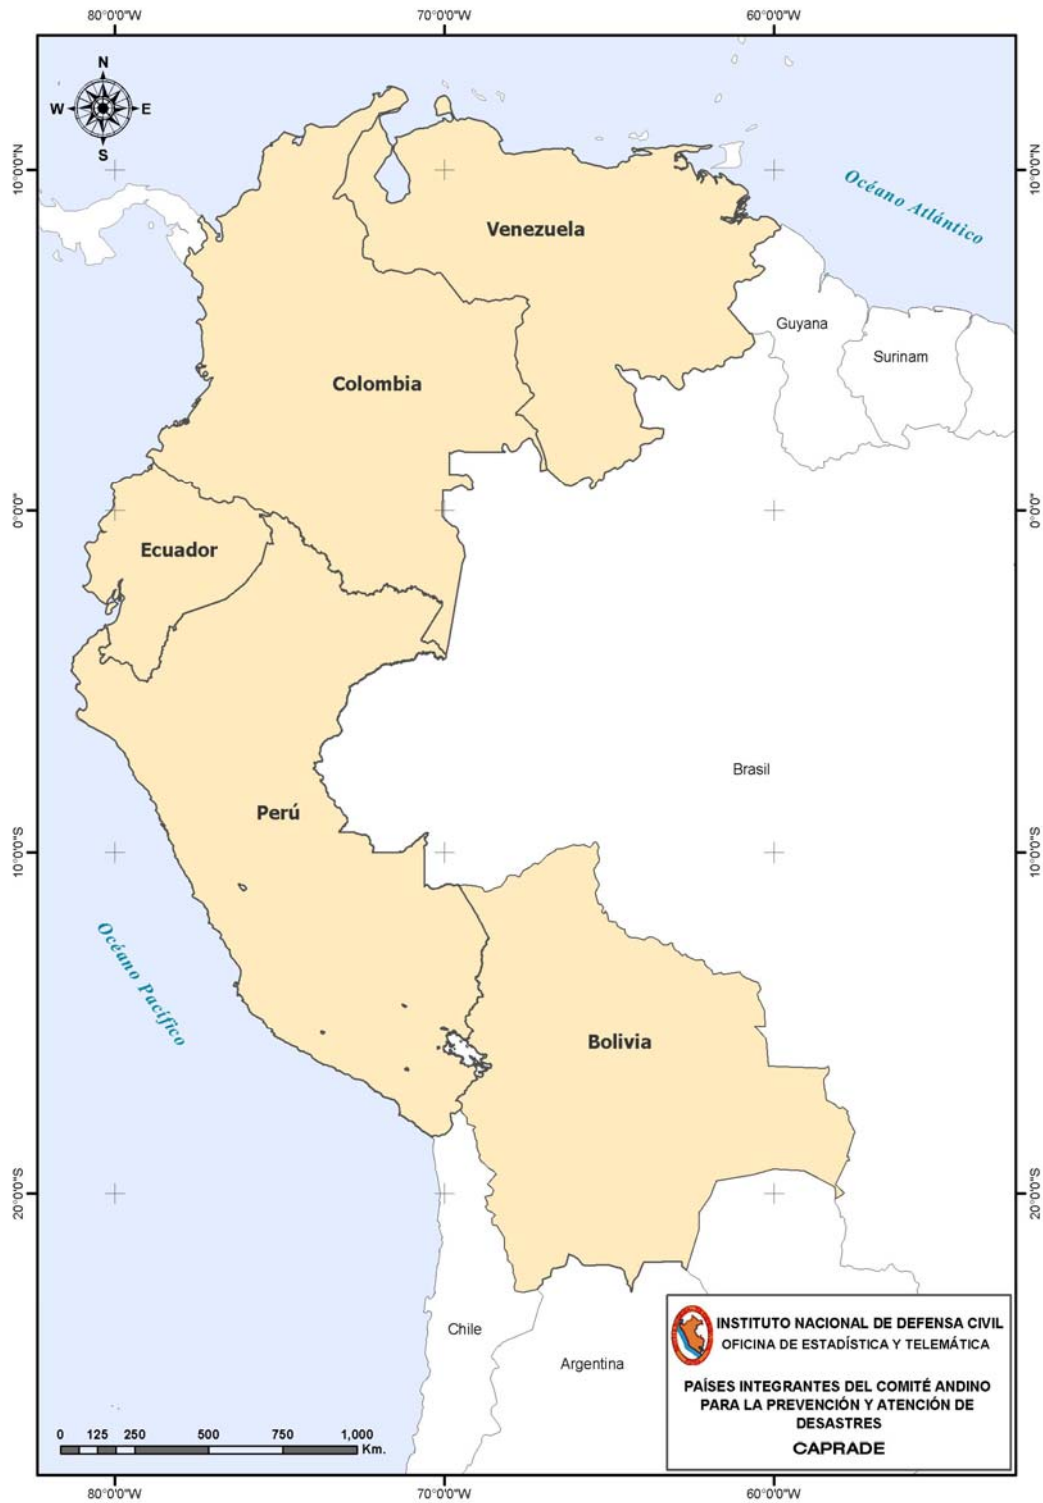 80°0'0"W
70°0'0"W
60°0'0"W
N
W
E
S
10°0'0"N
10°0'0"N
Océano Atlántico
Venezuela
Guyana
Surinam
Colombia
0°0'0"
0°0'0"
Ecuador
Brasil
Perú
10°0'0"S
10°0'0"S
Océano Pacífico
Bolivia
20°0'0"S
20°0'0"S
Chile
Argentina
INSTITUTO NACIONAL DE DEFENSA CIVIL
OFICINA DE ESTADÍSTICA Y TELEMÁTICA
PAÍSES INTEGRANTES DEL COMITÉ ANDINO
PARA LA PREVENCIÓN Y ATENCIÓN DE
DESASTRES
CAPRADE
0 125 250 500 750 1,000
Km.
80°0'0"W
70°0'0"W
60°0'0"W